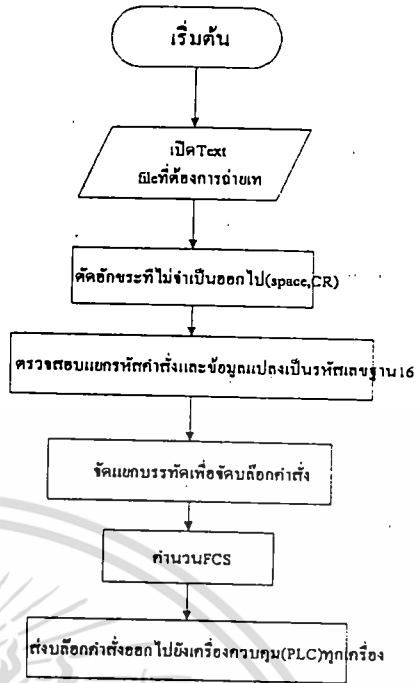 เริ่มต้น
เปิดText
fileที่ต้องการถ่ายเท
ตัดอักขระที่ไม่จำเป็นออกไป(space,CR)
ตรวจสอบแยกรหัสคำสั่งและข้อมูลแปลงเป็นรหัสเลขฐาน16
จัดแยกบรรทัดเพื่อจัดบล๊อกคำสั่ง
คำนวนFCS
ส่งบล๊อกคำสั่งออกไปยังเครื่องควบคุม(PLC)ทุกเครื่อง